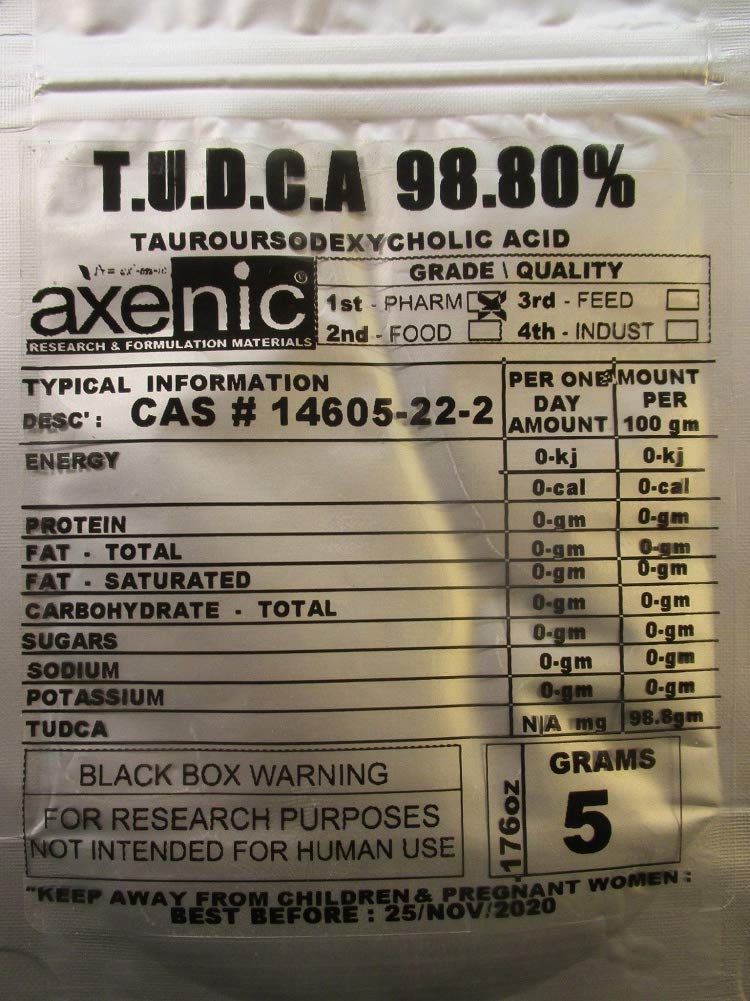 T.U.D.C.A 98.80%
TAUROURSODEXYCHOLIC ACID
axenic®
RESEARCH & FORMULATION MATERIALS
GRADE \ QUALITY
1st - PHARM 3rd - FEED
2nd - FOOD 4th - INDUST
TYPICAL INFORMATION
DESC': CAS # 14605-22-2
PER ONE DAY AMOUNT
MOUNT PER 100 gm
ENERGY 0-kj 0-kj
0-cal 0-cal
PROTEIN 0-gm 0-gm
FAT - TOTAL 0-gm 0-gm
FAT - SATURATED 0-gm 0-gm
CARBOHYDRATE - TOTAL 0-gm 0-gm
SUGARS 0-gm 0-gm
SODIUM 0-gm 0-gm
POTASSIUM 0-gm 0-gm
TUDCA N|A mg 98.8gm
BLACK BOX WARNING
FOR RESEARCH PURPOSES
NOT INTENDED FOR HUMAN USE
.176oz
GRAMS
5
"KEEP AWAY FROM CHILDREN & PREGNANT WOMEN :
BEST BEFORE : 25/NOV/2020